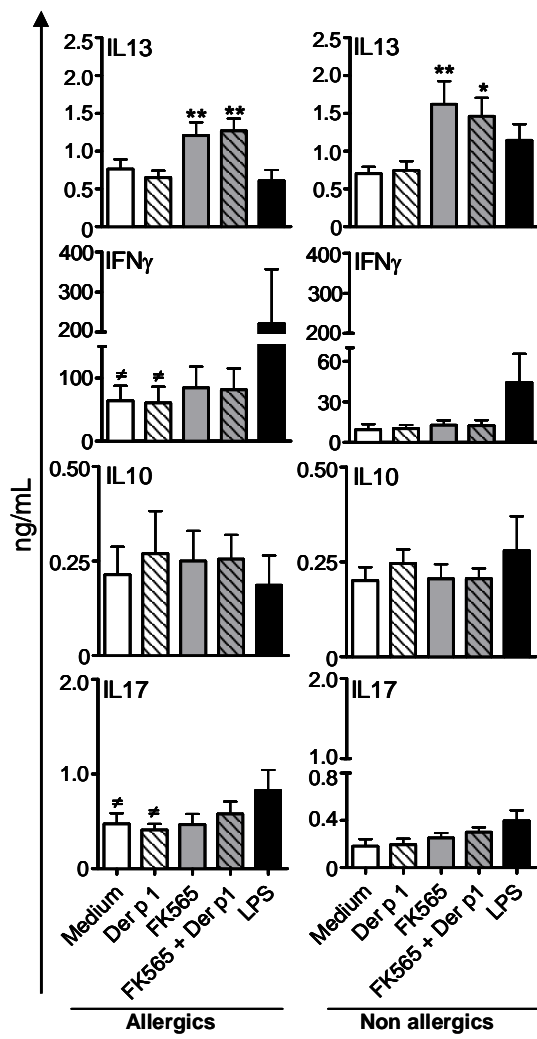 ng/mL
IL13
2.5
2.0
1.5
1.0
0.5
0
** **
IFNγ
400
300
200
100
0
≠ ≠
IL10
0.50
0.25
0
IL17
2.0
1.0
0
≠ ≠
Medium
Der p 1
FK565
FK565 + Der p1
LPS
Allergics
IL13
2.5
2.0
1.5
1.0
0.5
0
** *
IFNγ
400
300
200
60
30
0
IL10
0.50
0.25
0
IL17
2.0
1.0
0.8
0.4
0
Medium
Der p 1
FK565
FK565 + Der p1
LPS
Non allergics